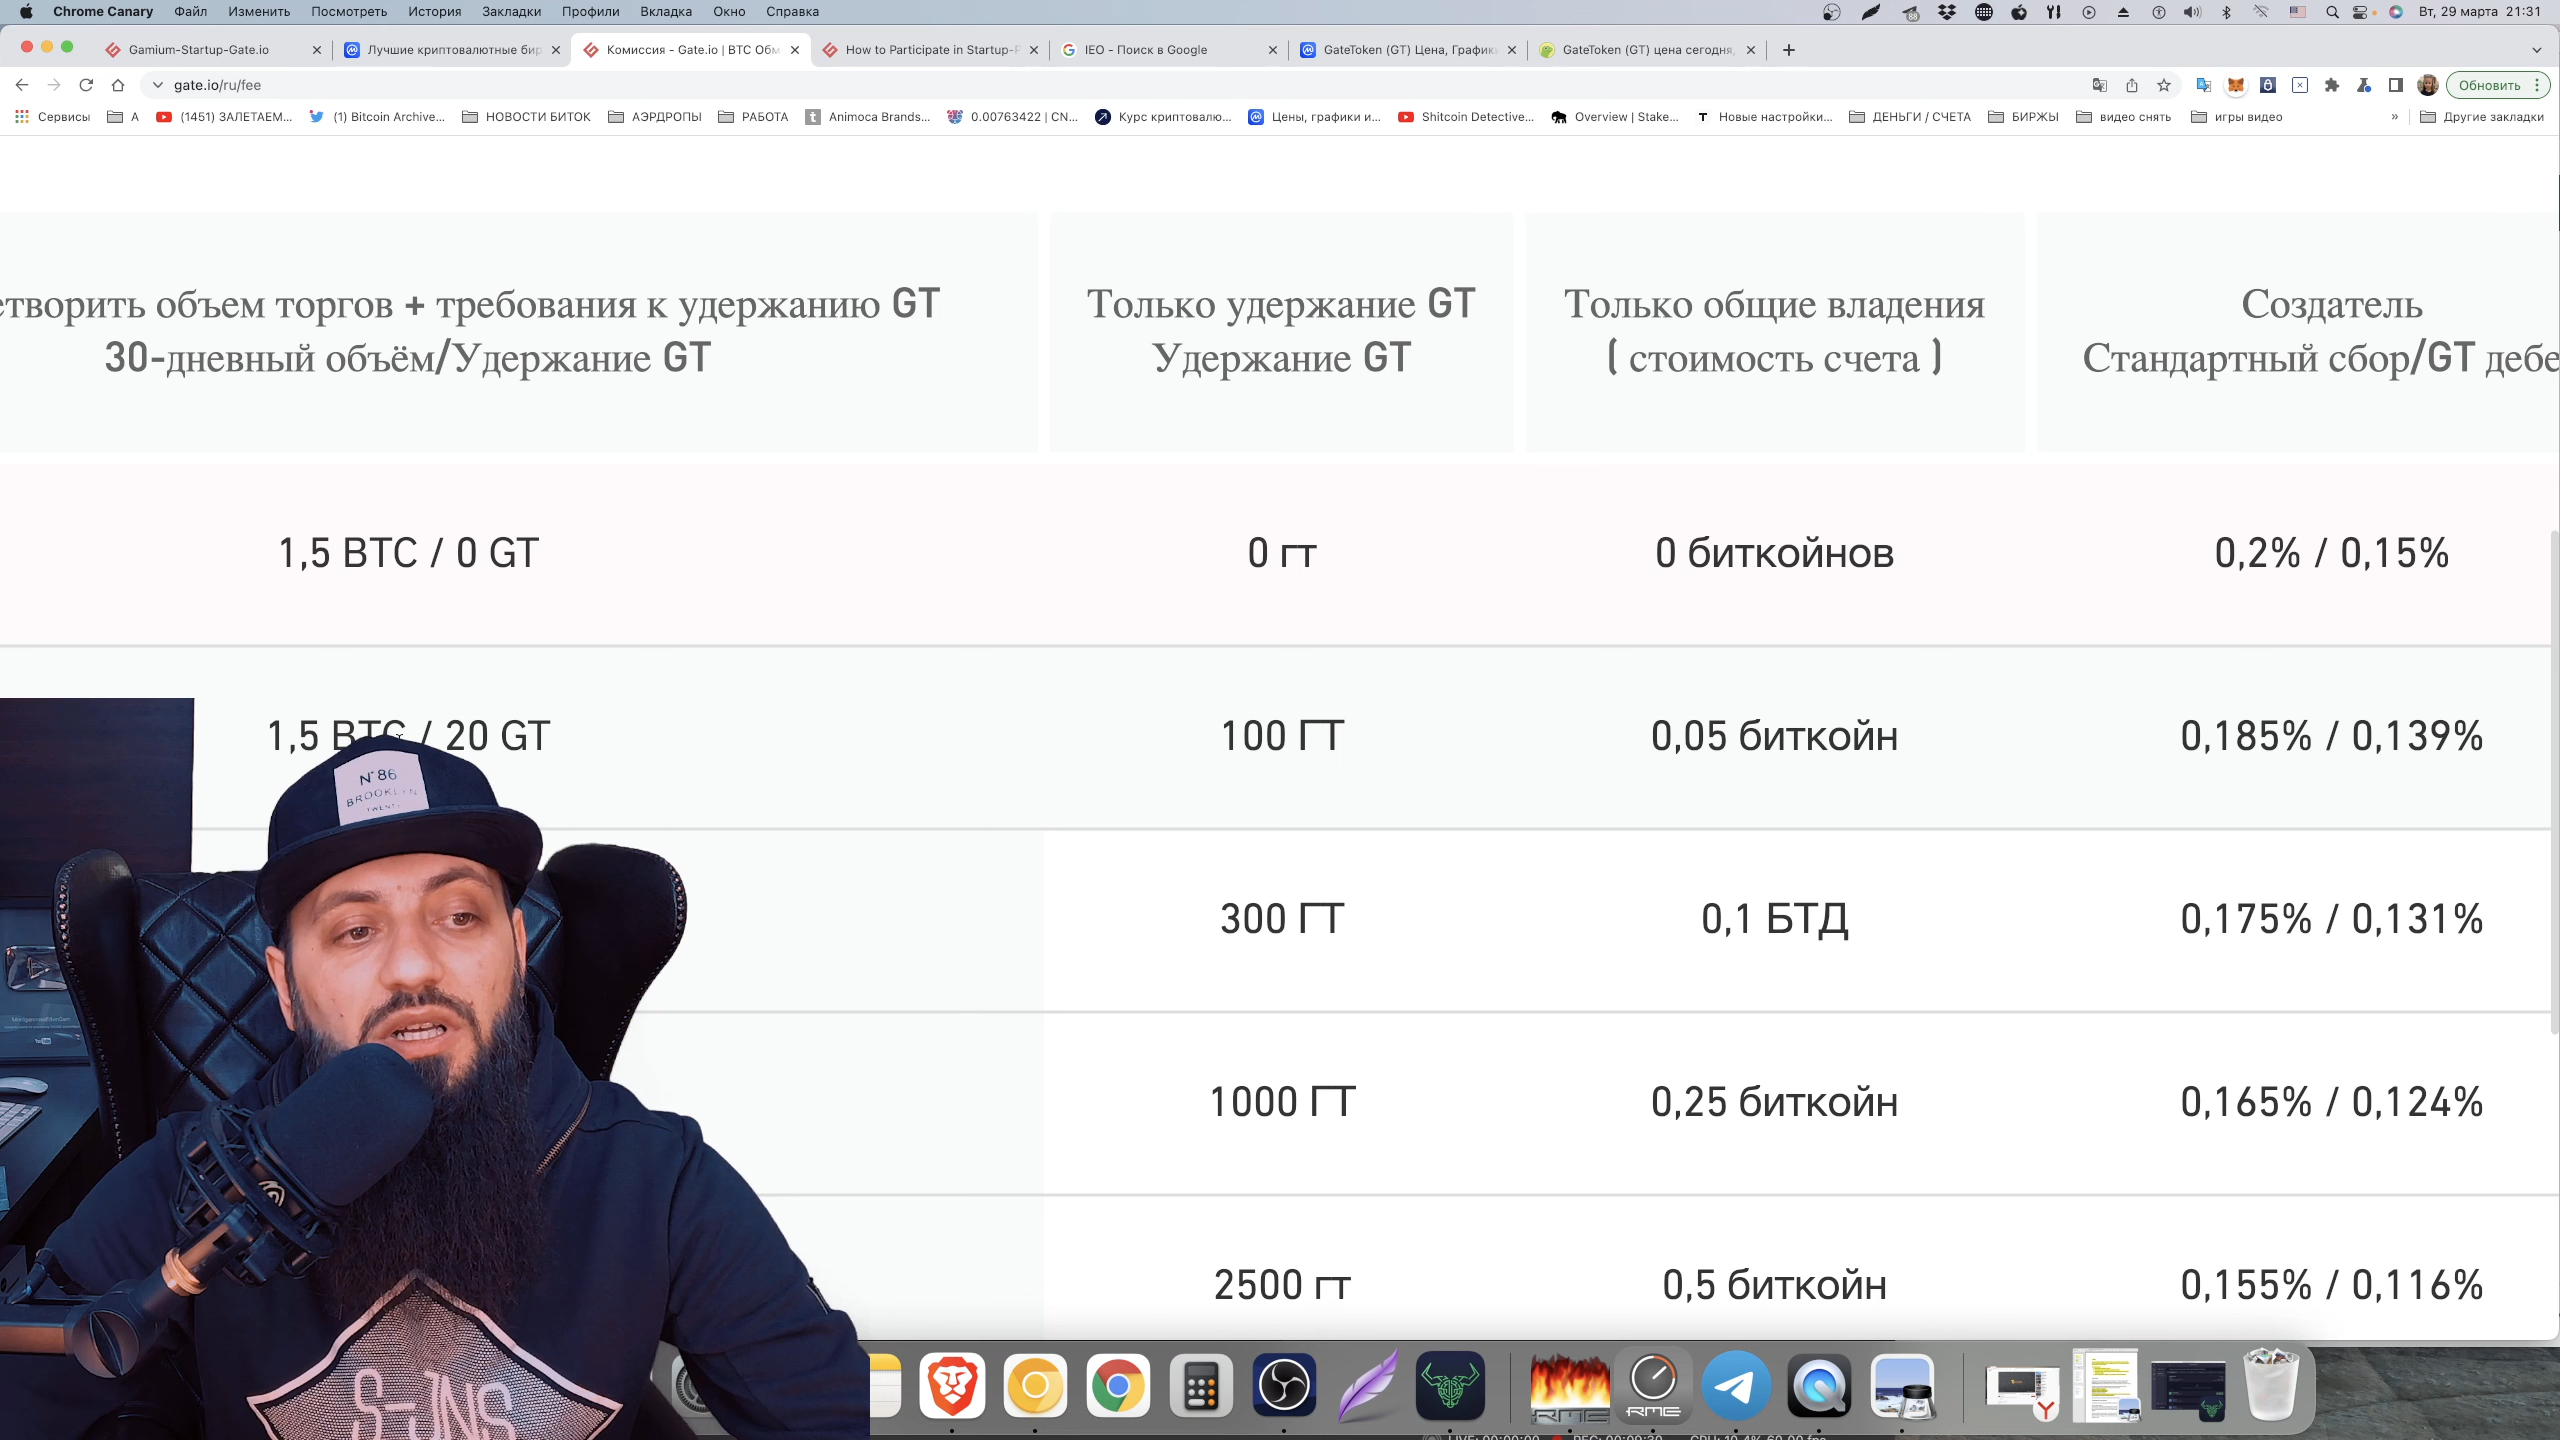 Chrome Canary Файл Изменить Посмотреть История Закладки Профили Вкладка Окно Справка Вт, 29 марта 21:31
Gamium-Startup-Gate.io Лучшие криптовалютные бир Комиссия - Gate.io | BTC Обм How to Participate in Startup-P IEO - Поиск в Google GateToken (GT) Цена, График GateToken (GT) цена сегодня,
gate.io/ru/fee Обновить
Сервисы А (1451) ЗАЛЕТАЕМ... (1) Bitcoin Archive... НОВОСТИ БИТОК АЭРДРОПЫ РАБОТА Animoca Brands... 0.00763422 | CN... Курс криптовалю... Цены, графики и... Shitcoin Detective... Overview | Stake... Новые настройки... ДЕНЬГИ / СЧЕТА БИРЖЫ видео снять игры видео » Другие закладки
етворить объем торгов + требования к удержанию GT Только удержание GT Только общие владения Создатель
30-дневный объём/Удержание GT Удержание GT ( стоимость счета ) Стандартный сбор/GT дебе
1,5 BTC / 0 GT 0 гт 0 биткойнов 0,2% / 0,15%
1,5 BTC / 20 GT 100 ГТ 0,05 биткойн 0,185% / 0,139%
N°86
BROOKLYN
300 ГТ 0,1 БТД 0,175% / 0,131%
1000 ГТ 0,25 биткойн 0,165% / 0,124%
2500 гт 0,5 биткойн 0,155% / 0,116%
RME RME